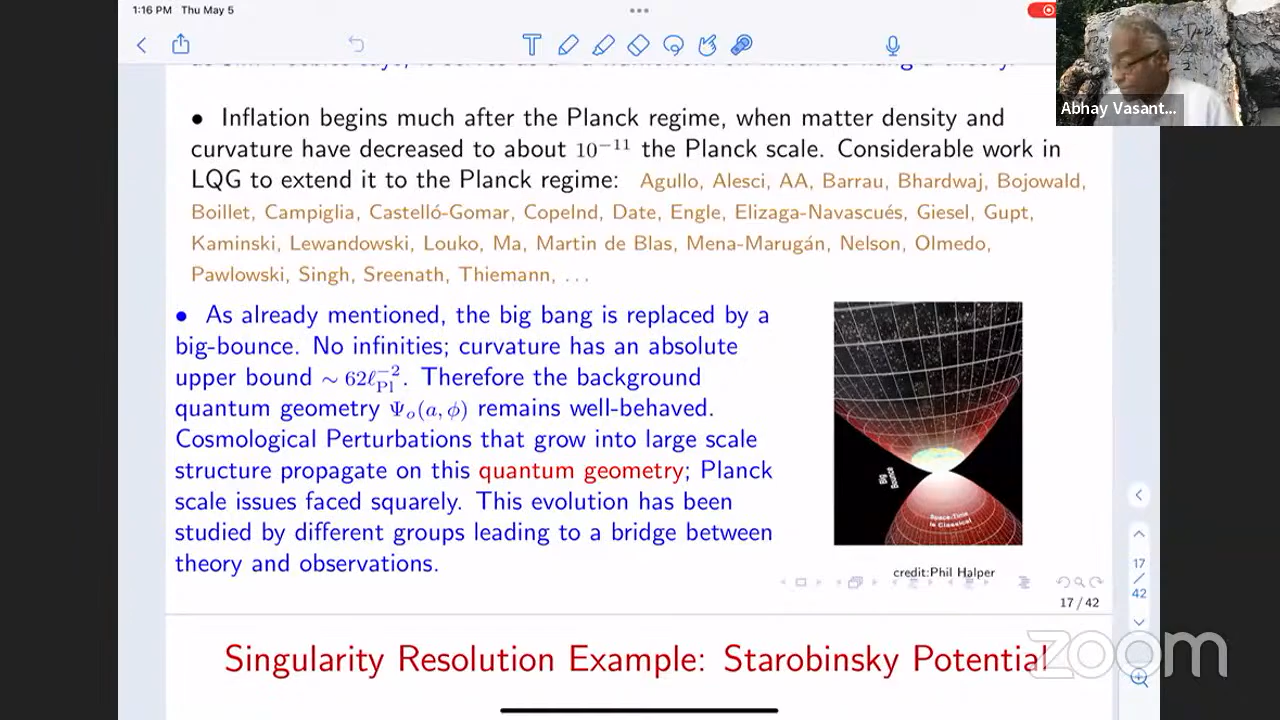 1:16 PM Thu May 5
Abhay Vasant...
• Inflation begins much after the Planck regime, when matter density and
curvature have decreased to about 10⁻¹¹ the Planck scale. Considerable work in
LQG to extend it to the Planck regime: Agullo, Alesci, AA, Barrau, Bhardwaj, Bojowald,
Boillet, Campiglia, Castelló-Gomar, Copelnd, Date, Engle, Elizaga-Navascués, Giesel, Gupt,
Kaminski, Lewandowski, Louko, Ma, Martin de Blas, Mena-Marugán, Nelson, Olmedo,
Pawlowski, Singh, Sreenath, Thiemann, ...
• As already mentioned, the big bang is replaced by a
big-bounce. No infinities; curvature has an absolute
upper bound ∼ 62ℓ_Pl⁻². Therefore the background
quantum geometry Ψₒ(a, ϕ) remains well-behaved.
Cosmological Perturbations that grow into large scale
structure propagate on this quantum geometry; Planck
scale issues faced squarely. This evolution has been
studied by different groups leading to a bridge between
theory and observations.
Big
Bounce
Space-Time
is Classical
credit:Phil Halper
17/42
17
/
42
Singularity Resolution Example: Starobinsky Potential
zoom